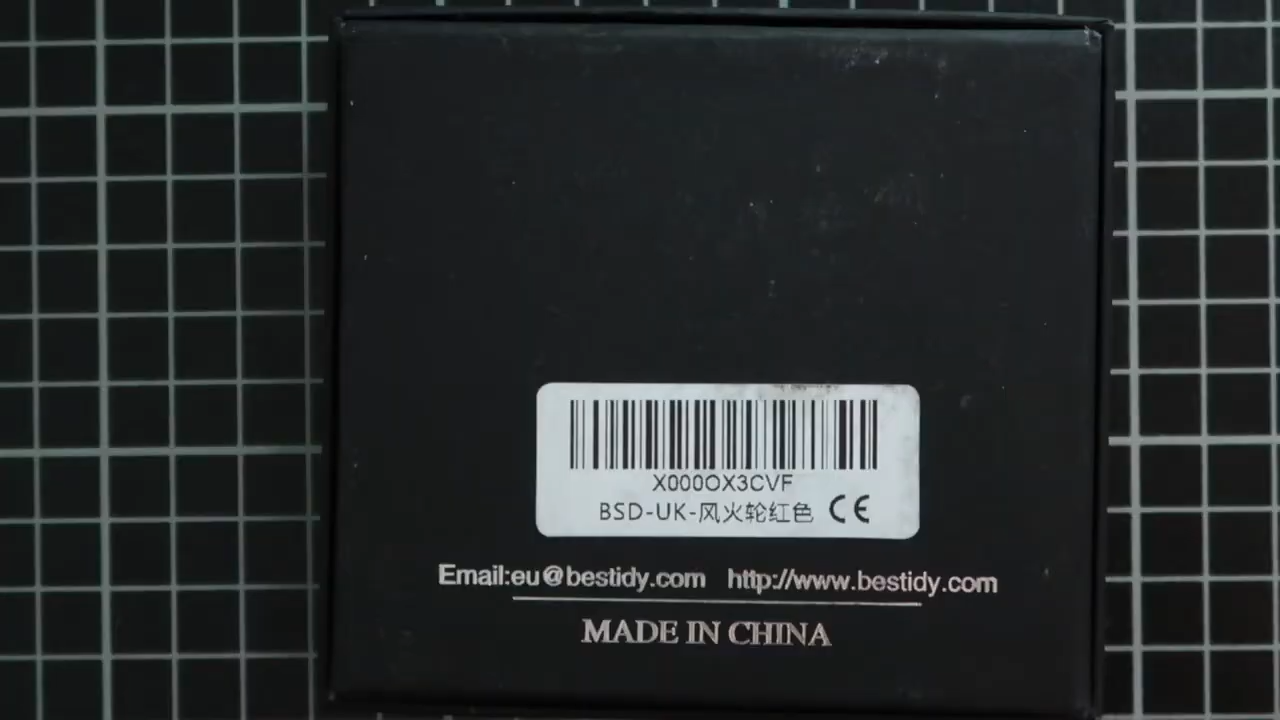 X000OX3CVF
BSD-UK-风火轮红色 CE
Email:eu@bestidy.com http://www.bestidy.com
MADE IN CHINA